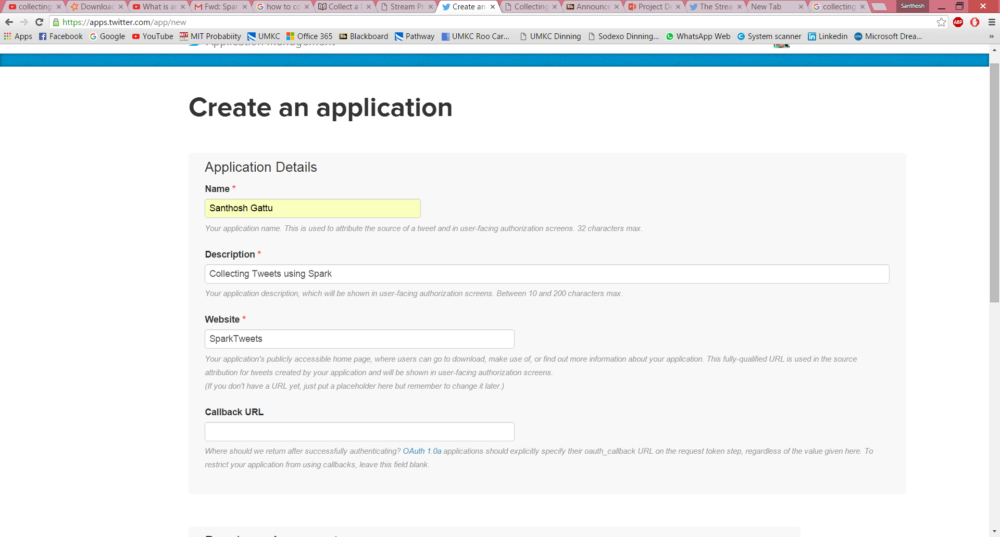 collecting
Downloac
What is a
Fwd: Spar
how to co
Collect a
Stream Pr
Create an
Collecting
Announce
Project De
The Strea
New Tab
collecting
Santhosh
https://apps.twitter.com/app/new
ABP
Apps
Facebook
Google
YouTube
MIT Probabiity
UMKC
Office 365
Blackboard
Pathway
UMKC Roo Car...
UMKC Dinning
Sodexo Dinning...
WhatsApp Web
System scanner
Linkedin
Microsoft Drea...
»
Application Management
Create an application
Application Details
Name *
Santhosh Gattu
Your application name. This is used to attribute the source of a tweet and in user-facing authorization screens. 32 characters max.
Description *
Collecting Tweets using Spark
Your application description, which will be shown in user-facing authorization screens. Between 10 and 200 characters max.
Website *
SparkTweets
Your application's publicly accessible home page, where users can go to download, make use of, or find out more information about your application. This fully-qualified URL is used in the source
attribution for tweets created by your application and will be shown in user-facing authorization screens.
(If you don't have a URL yet, just put a placeholder here but remember to change it later.)
Callback URL
Where should we return after successfully authenticating? OAuth 1.0a applications should explicitly specify their oauth_callback URL on the request token step, regardless of the value given here. To
restrict your application from using callbacks, leave this field blank.